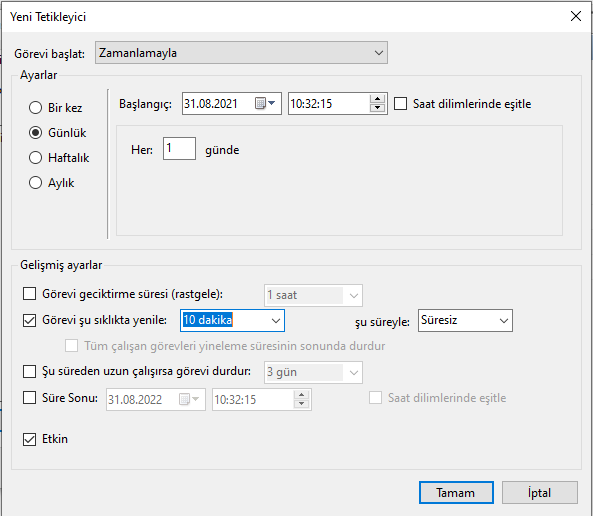 Yeni Tetikleyici
Görevi başlat: Zamanlamayla
Ayarlar
Bir kez
Günlük
Haftalık
Aylık
Başlangıç: 31.08.2021 10:32:15 Saat dilimlerinde eşitle
Her: 1 günde
Gelişmiş ayarlar
Görevi geciktirme süresi (rastgele): 1 saat
Görevi şu sıklıkta yenile: 10 dakika şu süreyle: Süresiz
Tüm çalışan görevleri yineleme süresinin sonunda durdur
Şu süreden uzun çalışırsa görevi durdur: 3 gün
Süre Sonu: 31.08.2022 10:32:15 Saat dilimlerinde eşitle
Etkin
Tamam İptal